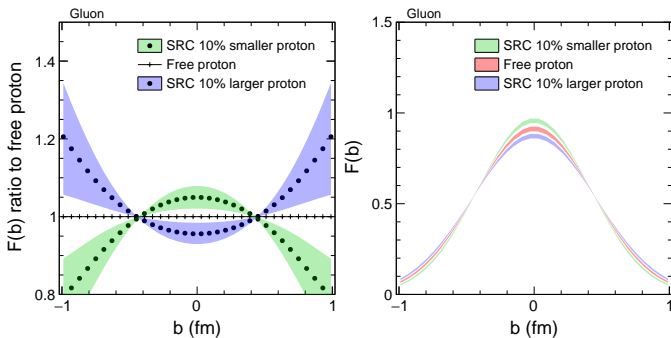 Gluon
SRC 10% smaller proton
Free proton
SRC 10% larger proton
F(b) ratio to free proton
1.4
1.2
1
0.8
−1
0
1
b (fm)
Gluon
SRC 10% smaller proton
Free proton
SRC 10% larger proton
F(b)
1.5
1
0.5
0
−1
0
1
b (fm)